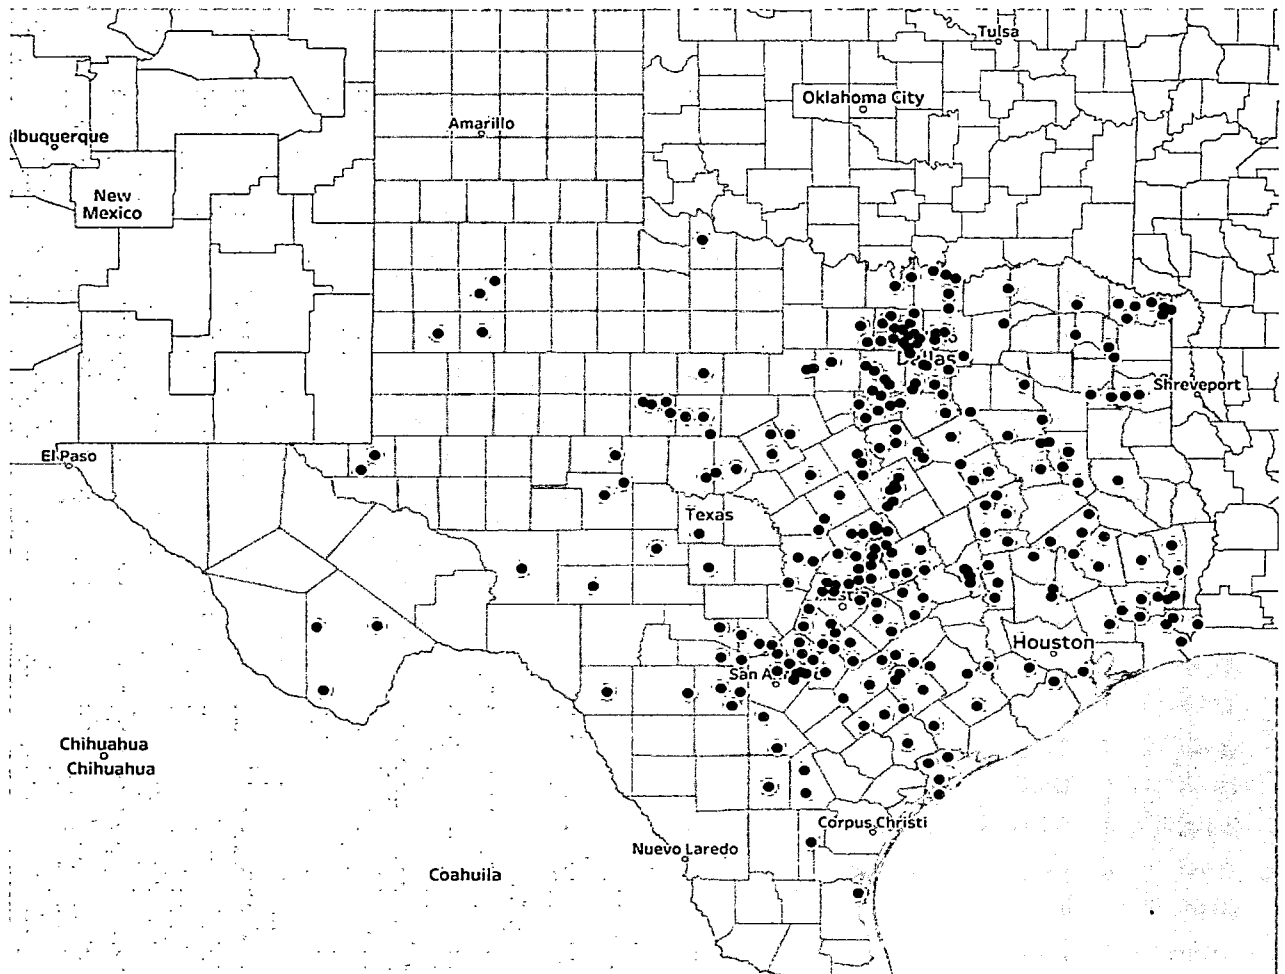 Tulsa
Oklahoma City
Amarillo
lbuquerque
New
Mexico
Dallas
Shreveport
El Paso
Texas
Houston
San A
Chihuahua
Chihuahua
Corpus Christi
Nuevo Laredo
Coahuila